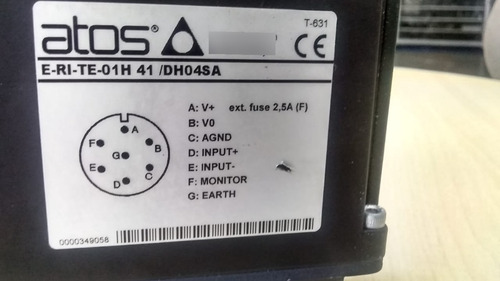 T-631
atos® CE
E-RI-TE-01H 41 /DH04SA
A: V+ ext. fuse 2,5A (F)
B: V0
C: AGND
D: INPUT+
E: INPUT-
F: MONITOR
G: EARTH
A
F B
G
E C
D
0000349058